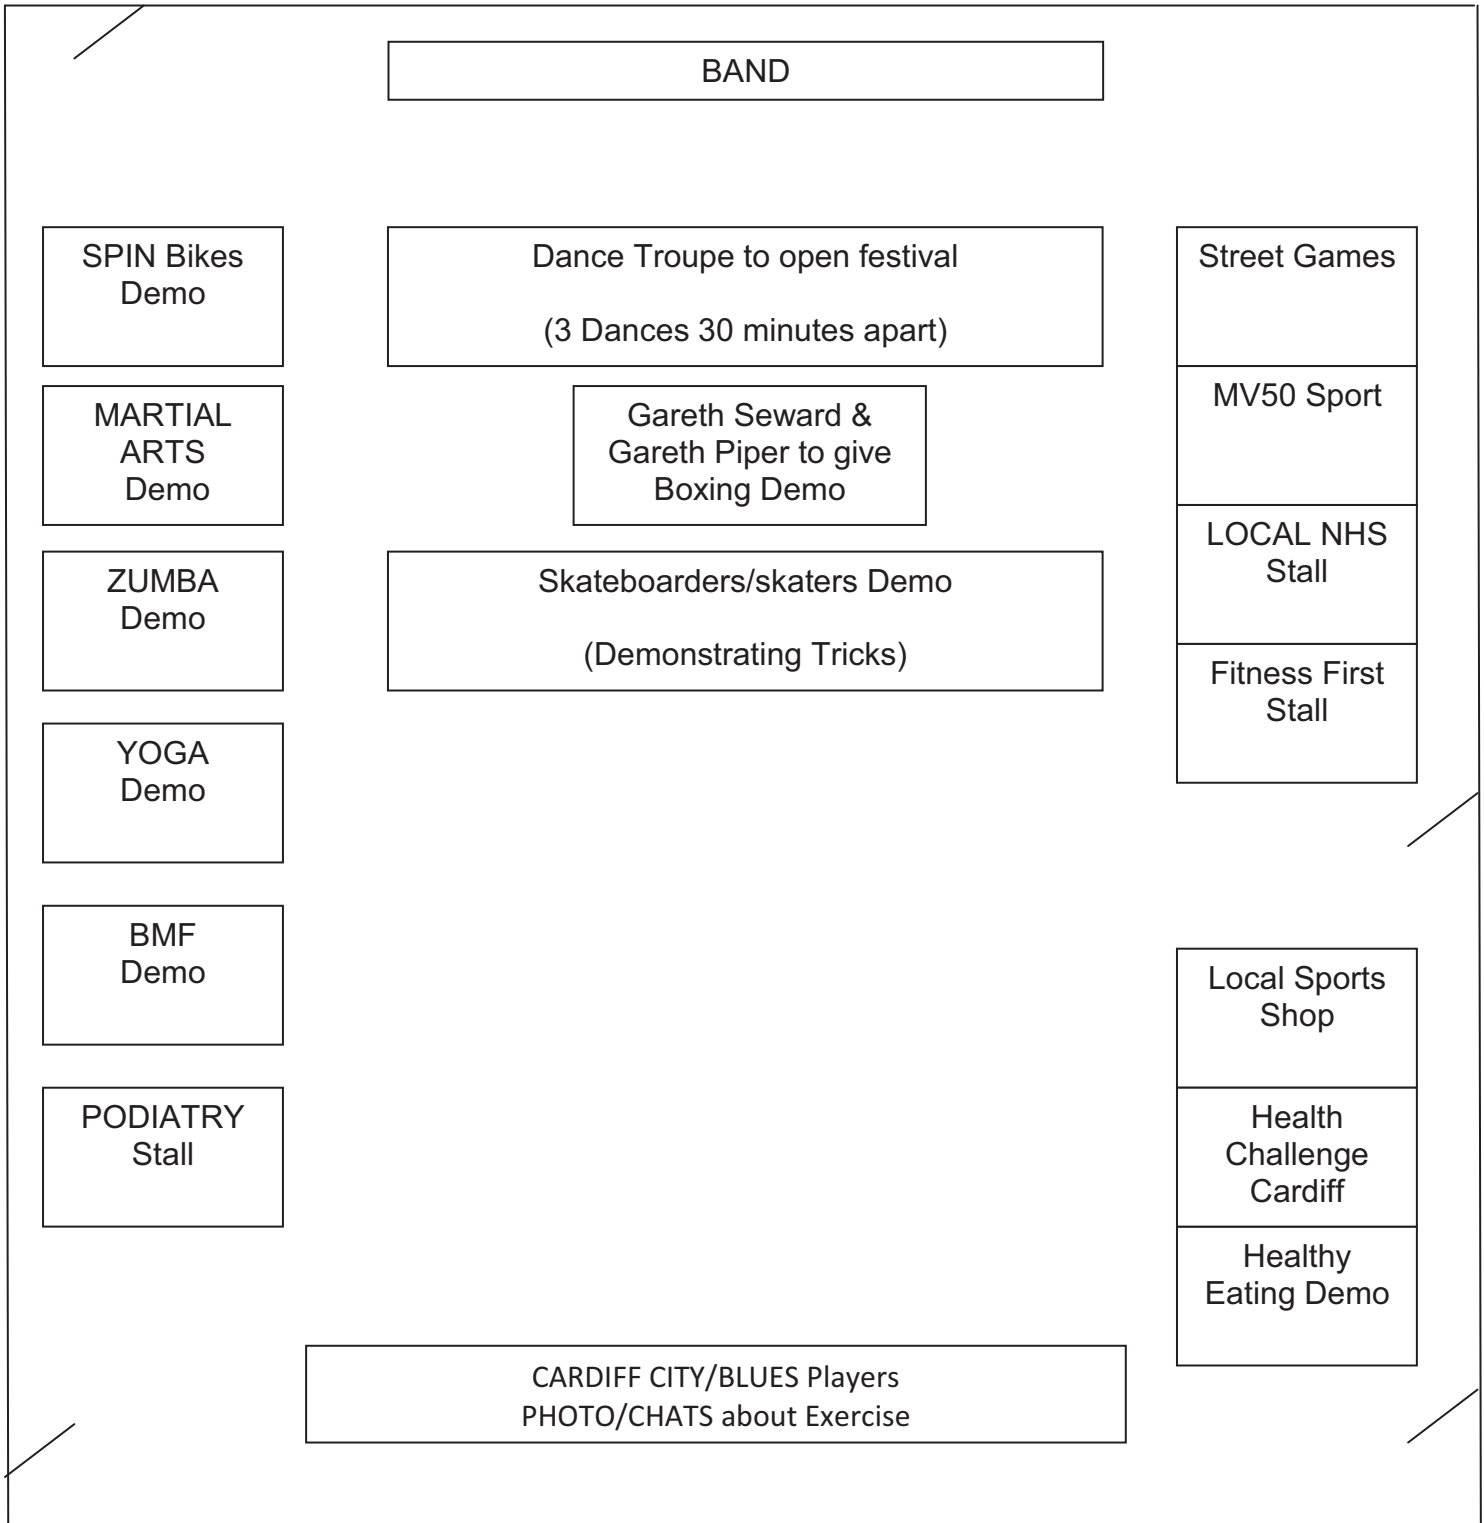 BAND
SPIN Bikes
Demo
Dance Troupe to open festival
(3 Dances 30 minutes apart)
Street Games
MARTIAL
ARTS
Demo
Gareth Seward &
Gareth Piper to give
Boxing Demo
MV50 Sport
ZUMBA
Demo
Skateboarders/skaters Demo
(Demonstrating Tricks)
LOCAL NHS
Stall
Fitness First
Stall
YOGA
Demo
BMF
Demo
Local Sports
Shop
PODIATRY
Stall
Health
Challenge
Cardiff
Healthy
Eating Demo
CARDIFF CITY/BLUES Players
PHOTO/CHATS about Exercise